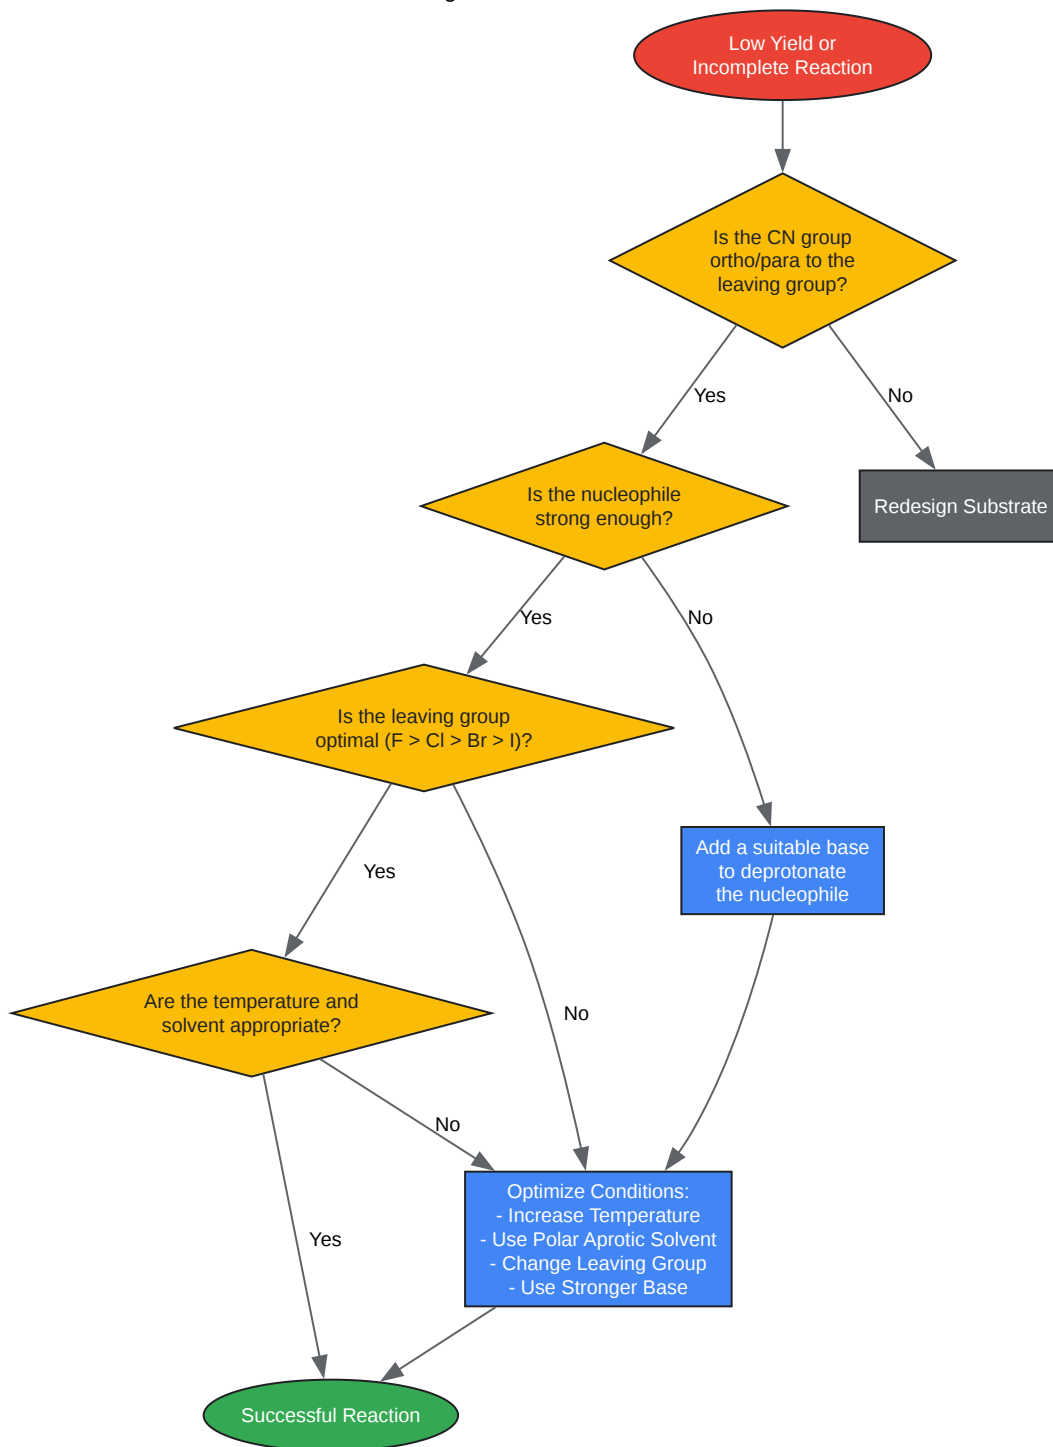 Low Yield or
Incomplete Reaction
Is the CN group
ortho/para to the
leaving group?
Yes
No
Is the nucleophile
strong enough?
Redesign Substrate
Yes
No
Is the leaving group
optimal (F > Cl > Br > I)?
Yes
Add a suitable base
to deprotonate
the nucleophile
Are the temperature and
solvent appropriate?
No
No
Yes
Optimize Conditions:
- Increase Temperature
- Use Polar Aprotic Solvent
- Change Leaving Group
- Use Stronger Base
Successful Reaction